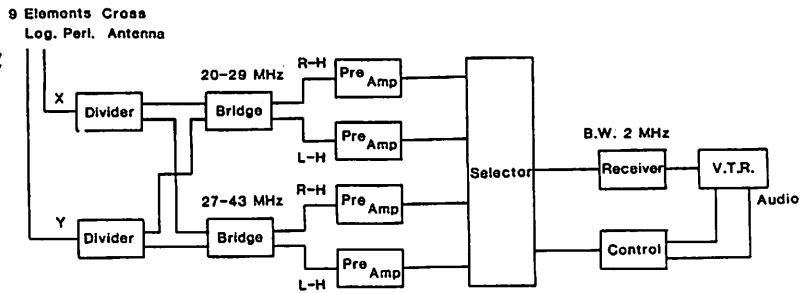 9 Elements Cross
Log. Perl. Antenna
X
Y
Divider
Divider
20-29 MHz
Bridge
27-43 MHz
Bridge
R-H
L-H
R-H
L-H
Pre Amp
Pre Amp
Pre Amp
Pre Amp
Selector
B.W. 2 MHz
Receiver
V.T.R.
Audio
Control